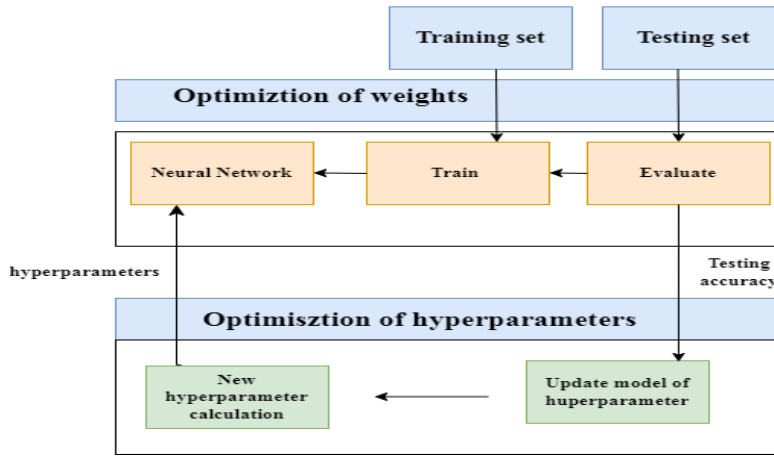 Training set
Testing set
Optimiztion of weights
Neural Network
Train
Evaluate
hyperparameters
Testing
accuracy
Optimisztion of hyperparameters
New
hyperparameter
calculation
Update model of
huperparameter